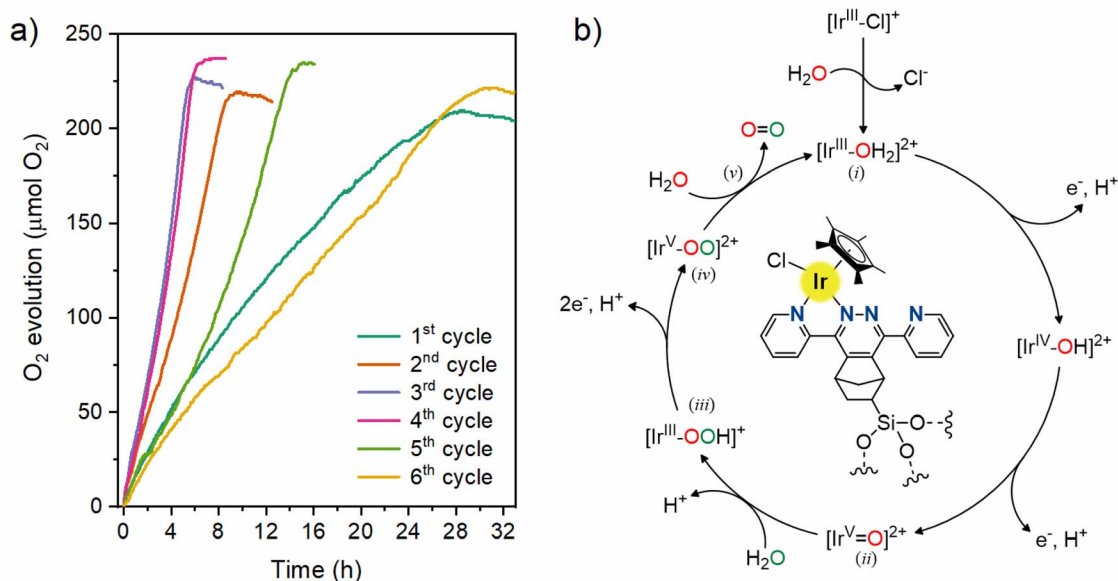 a)
250
200
150
100
50
0
O₂ evolution (μmol O₂)
0 4 8 12 16 20 24 28 32
Time (h)
1st cycle
2nd cycle
3rd cycle
4th cycle
5th cycle
6th cycle
b)
[IrIII-Cl]+
H₂O
Cl-
O=O
[IrIII-OH₂]2+
(i)
(v)
H₂O
e-, H+
[IrV-OO]2+
(iv)
Cl
Ir
N N N N
2e-, H+
[IrIV-OH]2+
(iii)
[IrIII-OOH]+
Si O
O O
H+
H₂O
[IrV=O]2+
(ii)
e-, H+